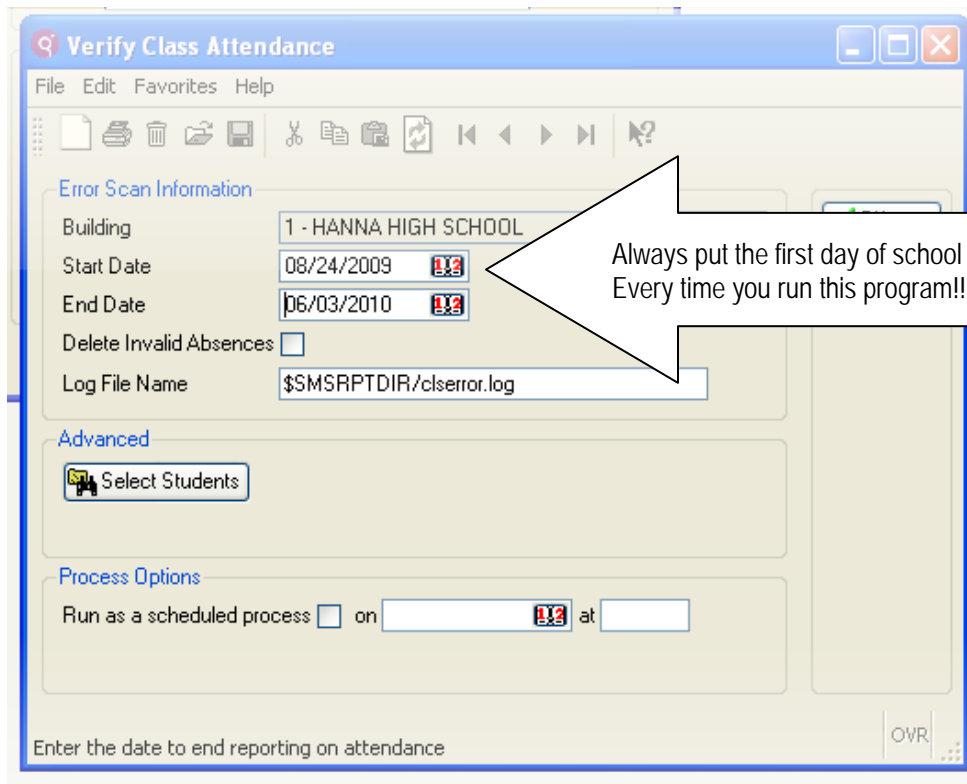 Verify Class Attendance
File Edit Favorites Help
Error Scan Information
Building 1 - HANNA HIGH SCHOOL
Start Date 08/24/2009
End Date 06/03/2010
Always put the first day of school
Every time you run this program!!
Delete Invalid Absences
Log File Name $SMSRPTDIR/clserror.log
Advanced
Select Students
Process Options
Run as a scheduled process on at
Enter the date to end reporting on attendance
OVR